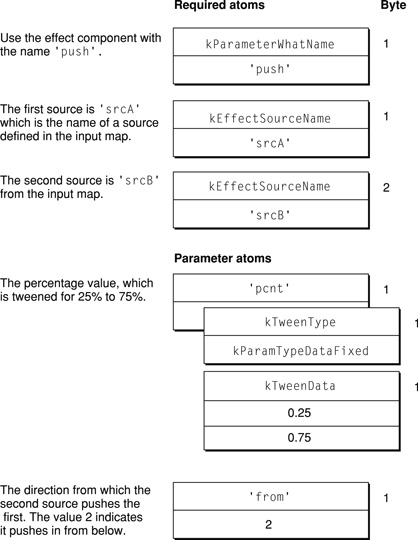 Required atoms Byte
Use the effect component with
the name 'push'.
kParameterWhatName 1
'push'
The first source is 'srcA'
which is the name of a source
defined in the input map.
kEffectSourceName 1
'srcA'
The second source is 'srcB'
from the input map.
kEffectSourceName 2
'srcB'
Parameter atoms
The percentage value, which
is tweened for 25% to 75%.
'pcnt' 1
kTweenType 1
kParamTypeDataFixed
kTweenData 1
0.25
0.75
The direction from which the
second source pushes the
first. The value 2 indicates
it pushes in from below.
'from' 1
2